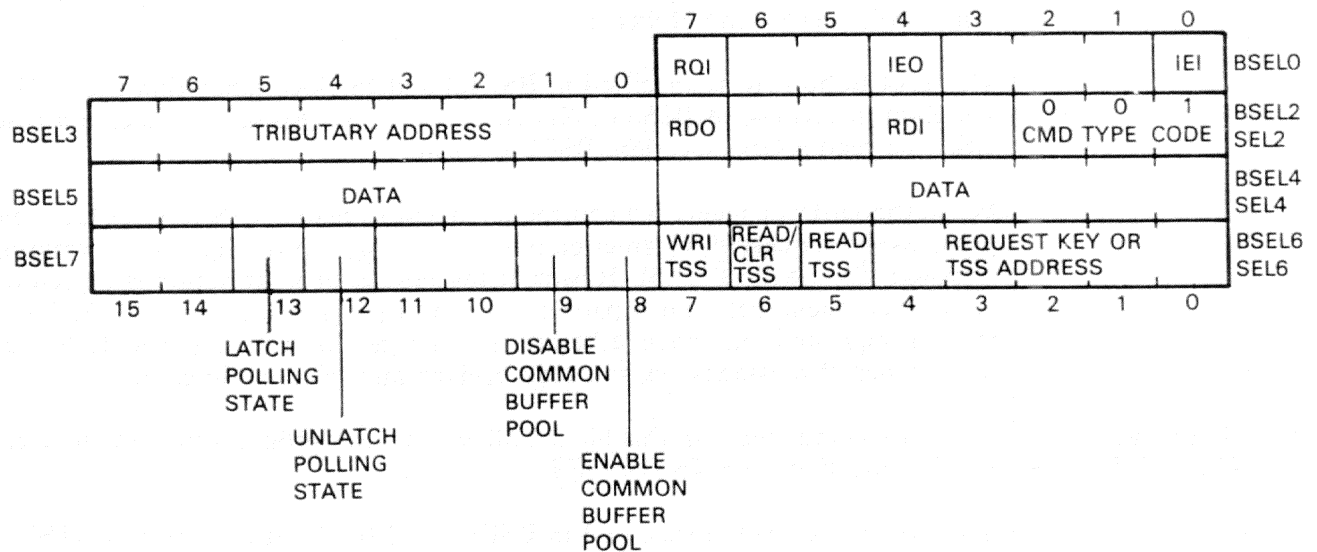 7 6 5 4 3 2 1 0
RQI IEO IEI BSELO
7 6 5 4 3 2 1 0
BSEL3 TRIBUTARY ADDRESS RDO RDI 0 0 1 BSEL2
CMD TYPE CODE SEL2
BSEL5 DATA DATA BSEL4
SEL4
BSEL7 WRI TSS READ/ CLR TSS READ TSS REQUEST KEY OR TSS ADDRESS BSEL6
SEL6
15 14 13 12 11 10 9 8 7 6 5 4 3 2 1 0
LATCH
POLLING
STATE
UNLATCH
POLLING
STATE
DISABLE
COMMON
BUFFER
POOL
ENABLE
COMMON
BUFFER
POOL